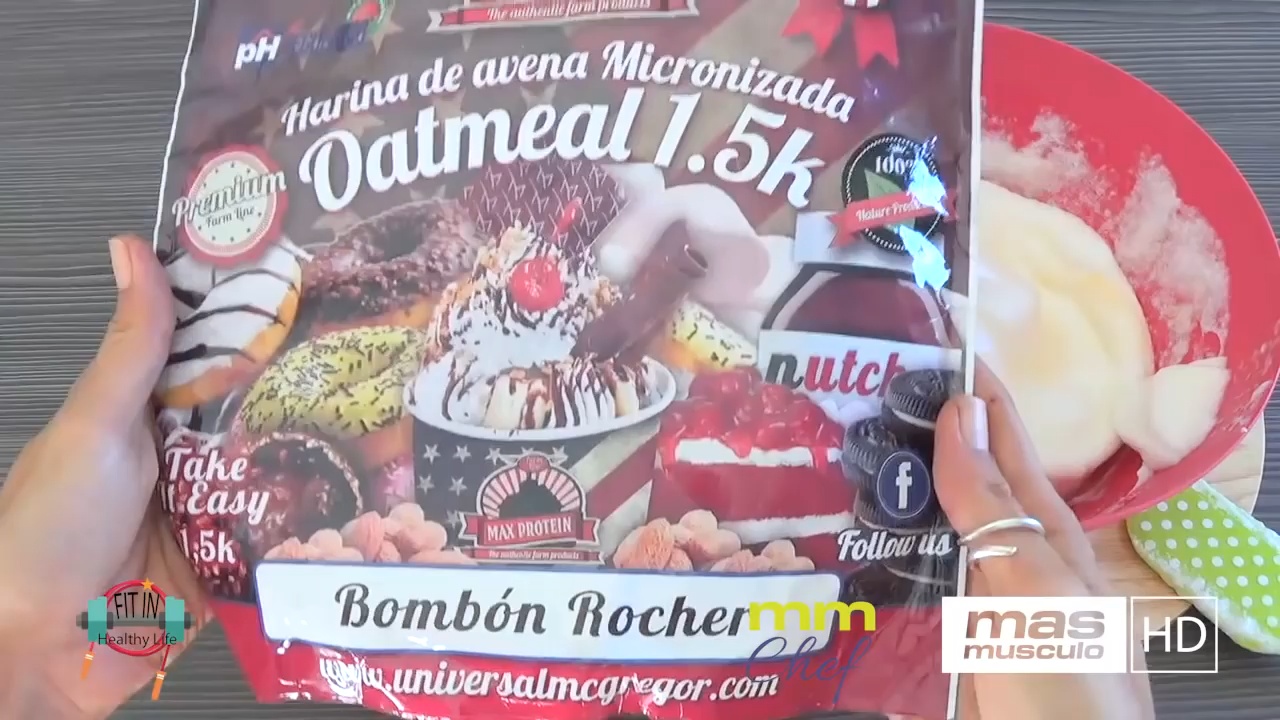 The authentic farm products
pH
Harina de avena Micronizada
Oatmeal 1.5k
Premium
Farm Line
100%
Nature
nutch
Take
it Easy
1,5k
MAX PROTEIN
The authentic farm products
f
Follow us
Bombón Rocher
www.universalmcgregor.com
FIT IN
Healthy Life
mm
Chef
mas
musculo
HD